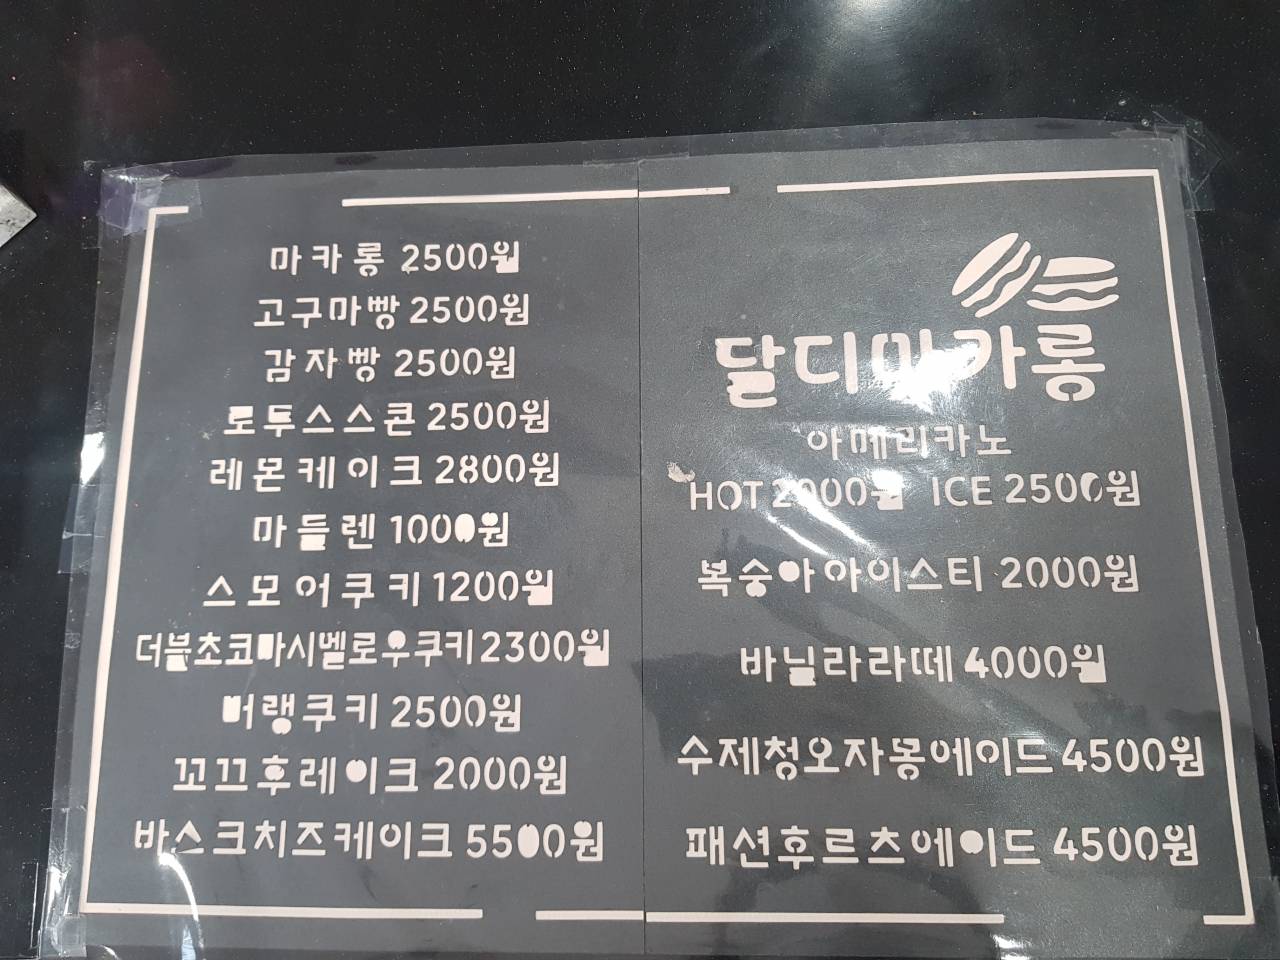 마카롱 2500원
고구마빵 2500원
감자빵 2500원
로투스스콘 2500원
레몬케이크 2800원
마들렌 1000원
스모어쿠키 1200원
더블초코마시멜로우쿠키 2300원
버랭쿠키 2500원
꼬끄후레이크 2000원
바스크치즈케이크 5500원
달디마카롱
아메리카노
HOT 2000원 ICE 2500원
복숭아아이스티 2000원
바닐라라떼 4000원
수제청오자몽에이드 4500원
패션후르츠에이드 4500원